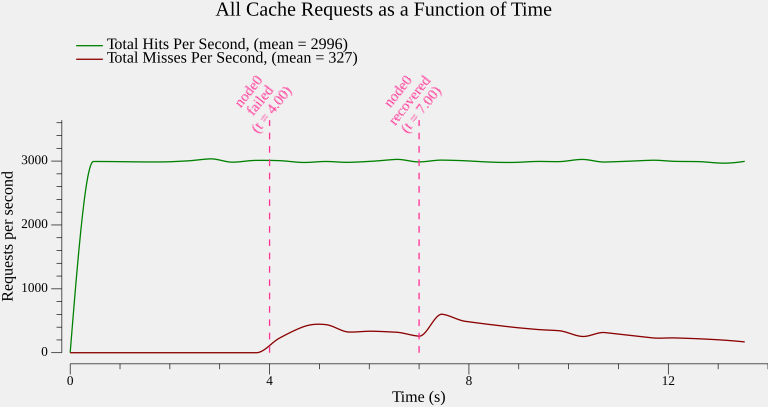 All Cache Requests as a Function of Time
Total Hits Per Second, (mean = 2996)
Total Misses Per Second, (mean = 327)
node0
failed
(t = 4.00)
node0
recovered
(t = 7.00)
Requests per second
3000
2000
1000
0
0 4 8 12
Time (s)